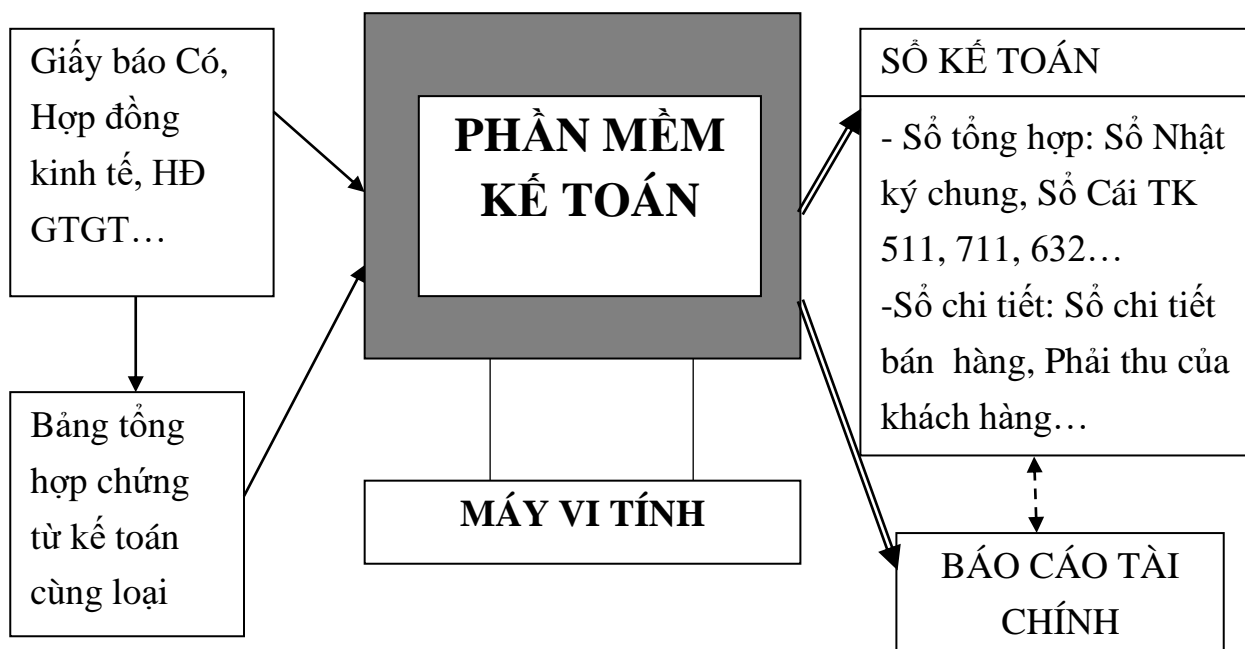 Giấy báo Có,
Hợp đồng
kinh tế, HĐ
GTGT…
Bảng tổng
hợp chứng
từ kế toán
cùng loại
PHẦN MỀM
KẾ TOÁN
MÁY VI TÍNH
SỔ KẾ TOÁN
- Sổ tổng hợp: Sổ Nhật
ký chung, Sổ Cái TK
511, 711, 632…
-Sổ chi tiết: Sổ chi tiết
bán hàng, Phải thu của
khách hàng…
BÁO CÁO TÀI
CHÍNH